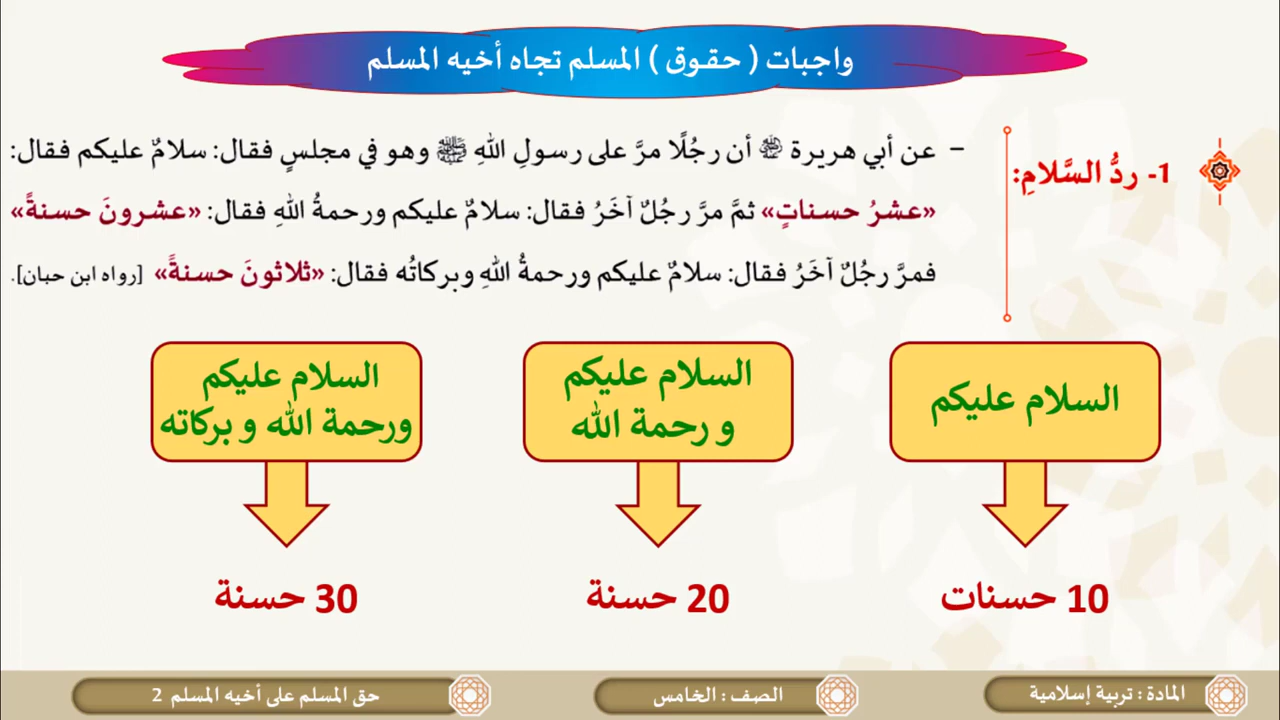 واجبات ( حقوق ) المسلم تجاه أخيه المسلم
1- ردُّ السَّلامِ:
– عن أبي هريرة ؓ أن رجُلًا مرَّ على رسولِ اللهِ ﷺ وهو في مجلسٍ فقال: سلامٌ عليكم فقال:
«عشرُ حسناتٍ» ثمَّ مرَّ رجُلٌ آخَرُ فقال: سلامٌ عليكم ورحمةُ اللهِ فقال: «عشرونَ حسنةً»
فمرَّ رجُلٌ آخَرُ فقال: سلامٌ عليكم ورحمةُ اللهِ وبركاتُه فقال: «ثلاثونَ حسنةً» [رواه ابن حبان].
السلام عليكم
السلام عليكم
و رحمة الله
السلام عليكم
ورحمة الله و بركاته
10 حسنات
20 حسنة
30 حسنة
المادة : تربية إسلامية
الصف : الخامس
حق المسلم على أخيه المسلم 2